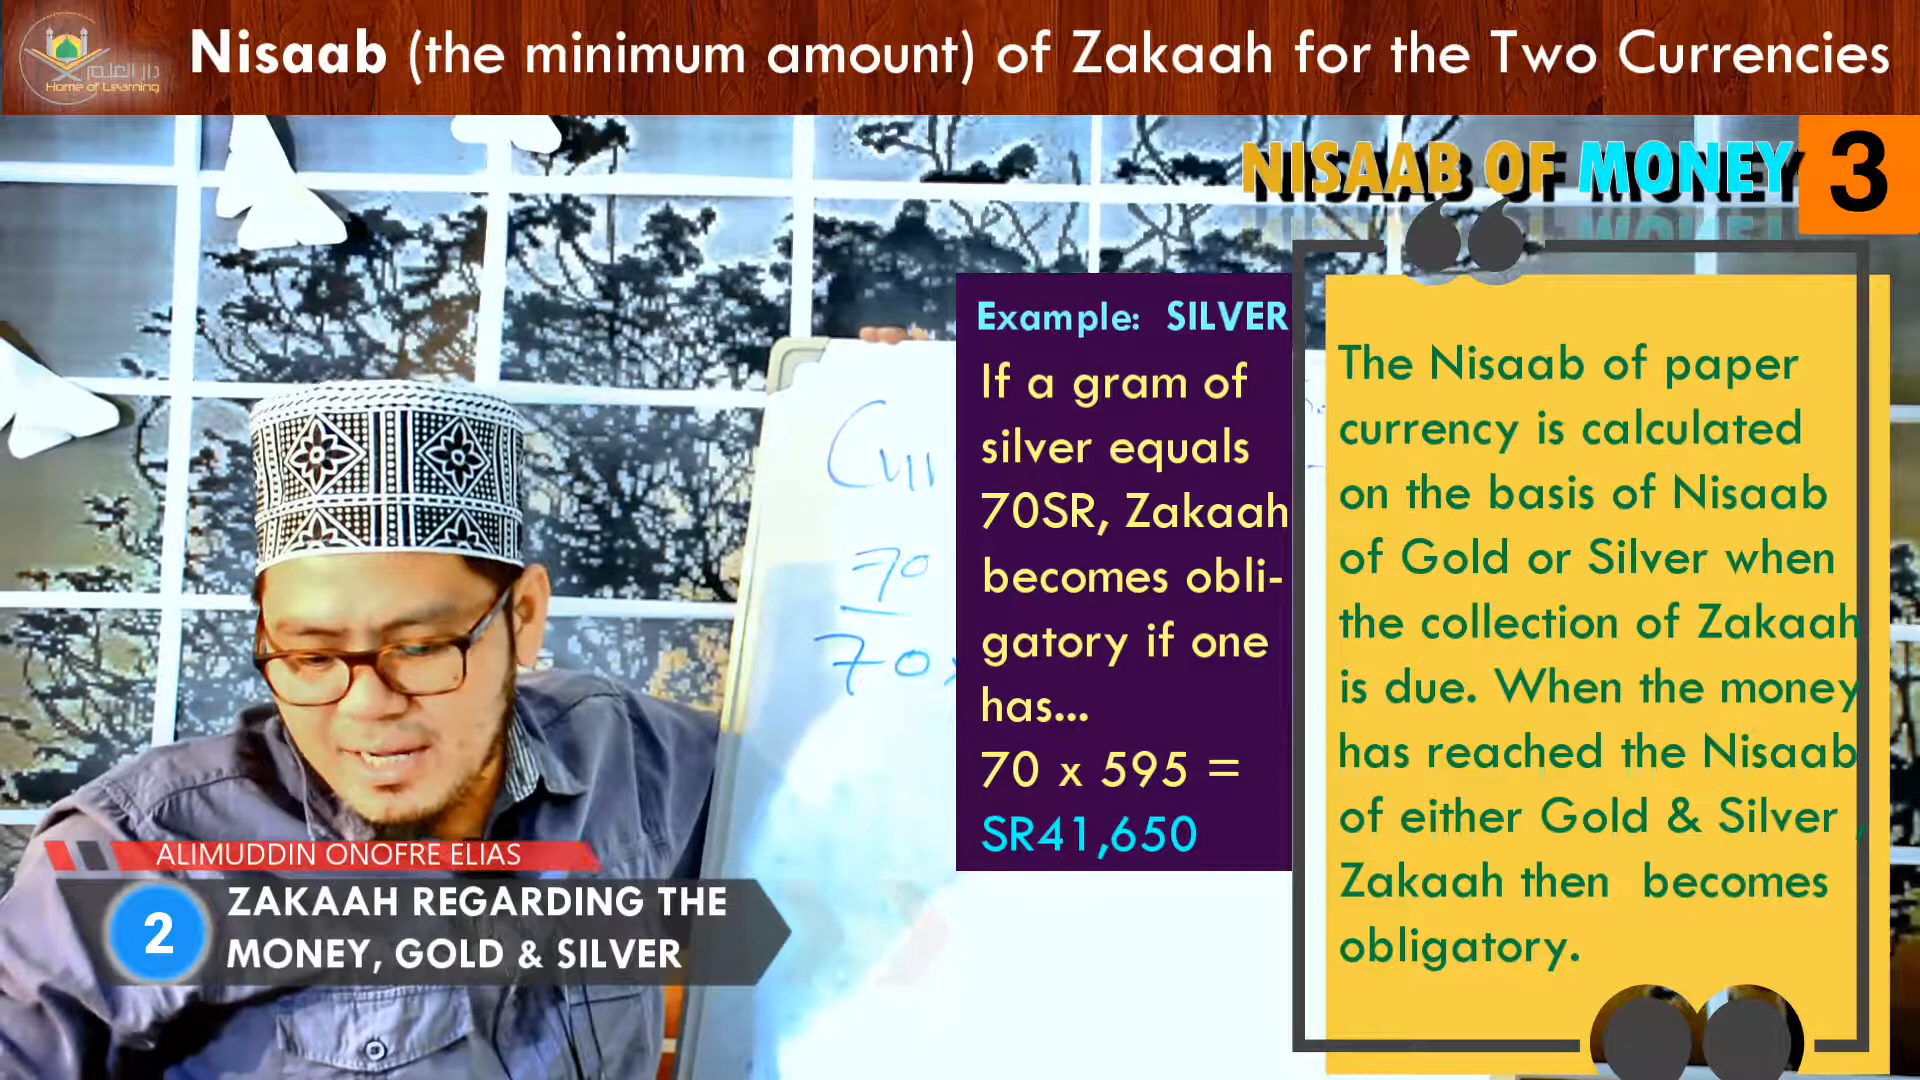 دار العلم
Home of Learning
Nisaab (the minimum amount) of Zakaah for the Two Currencies
NISAAB OF MONEY
3
Example: SILVER
If a gram of
silver equals
70SR, Zakaah
becomes obli-
gatory if one
has...
70 x 595 =
SR41,650
The Nisaab of paper
currency is calculated
on the basis of Nisaab
of Gold or Silver when
the collection of Zakaah
is due. When the money
has reached the Nisaab
of either Gold & Silver ,
Zakaah then becomes
obligatory.
70
70x
ALIMUDDIN ONOFRE ELIAS
2
ZAKAAH REGARDING THE
MONEY, GOLD & SILVER